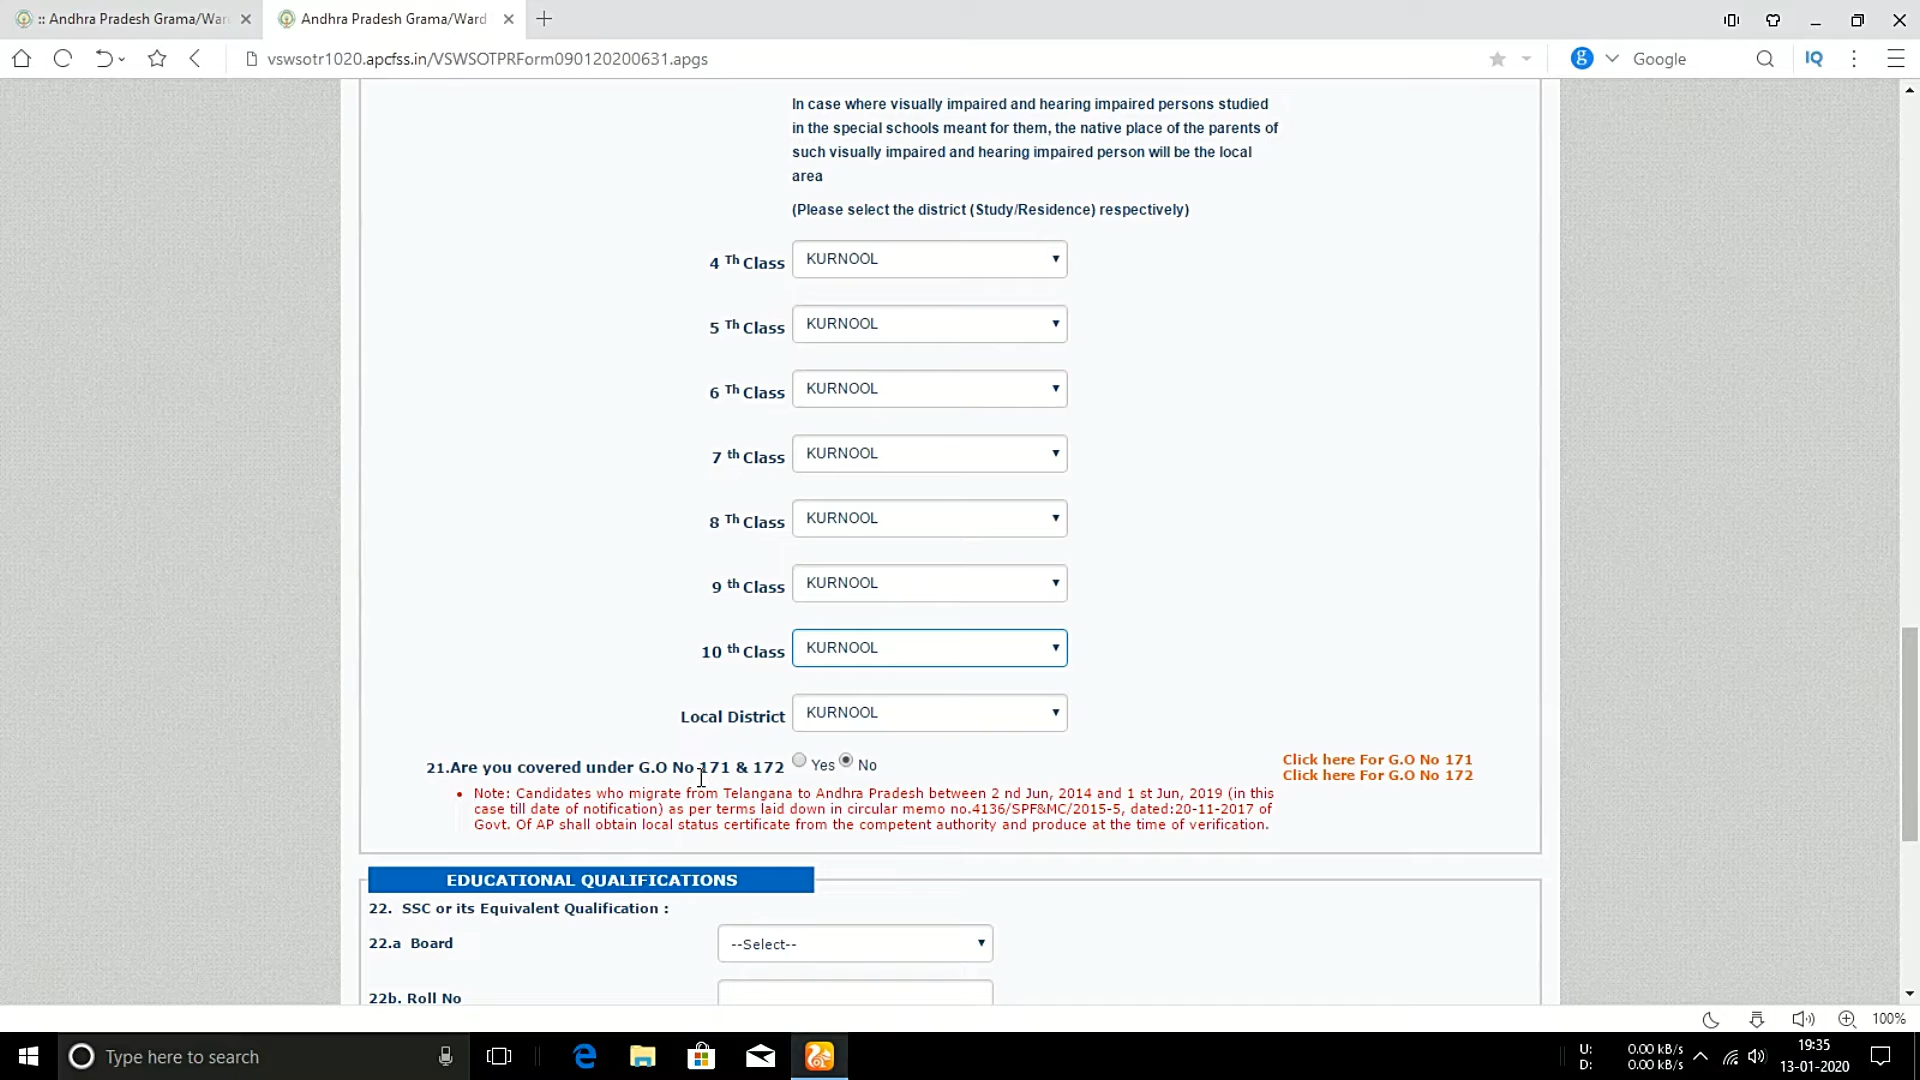 :: Andhra Pradesh Grama/War
Andhra Pradesh Grama/Ward
vswsotr1020.apcfss.in/VSWSOTPRForm090120200631.apgs
g
Google
IQ
In case where visually impaired and hearing impaired persons studied
in the special schools meant for them, the native place of the parents of
such visually impaired and hearing impaired person will be the local
area
(Please select the district (Study/Residence) respectively)
4 Th Class KURNOOL
5 Th Class KURNOOL
6 Th Class KURNOOL
7 th Class KURNOOL
8 Th Class KURNOOL
9 th Class KURNOOL
10 th Class KURNOOL
Local District KURNOOL
21.Are you covered under G.O No 171 & 172 Yes No
Click here For G.O No 171
Click here For G.O No 172
Note: Candidates who migrate from Telangana to Andhra Pradesh between 2 nd Jun, 2014 and 1 st Jun, 2019 (in this
case till date of notification) as per terms laid down in circular memo no.4136/SPF&MC/2015-5, dated:20-11-2017 of
Govt. Of AP shall obtain local status certificate from the competent authority and produce at the time of verification.
EDUCATIONAL QUALIFICATIONS
22. SSC or its Equivalent Qualification :
22.a Board --Select--
22b. Roll No
100%
Type here to search
U: 0.00 kB/s
D: 0.00 kB/s
19:35
13-01-2020